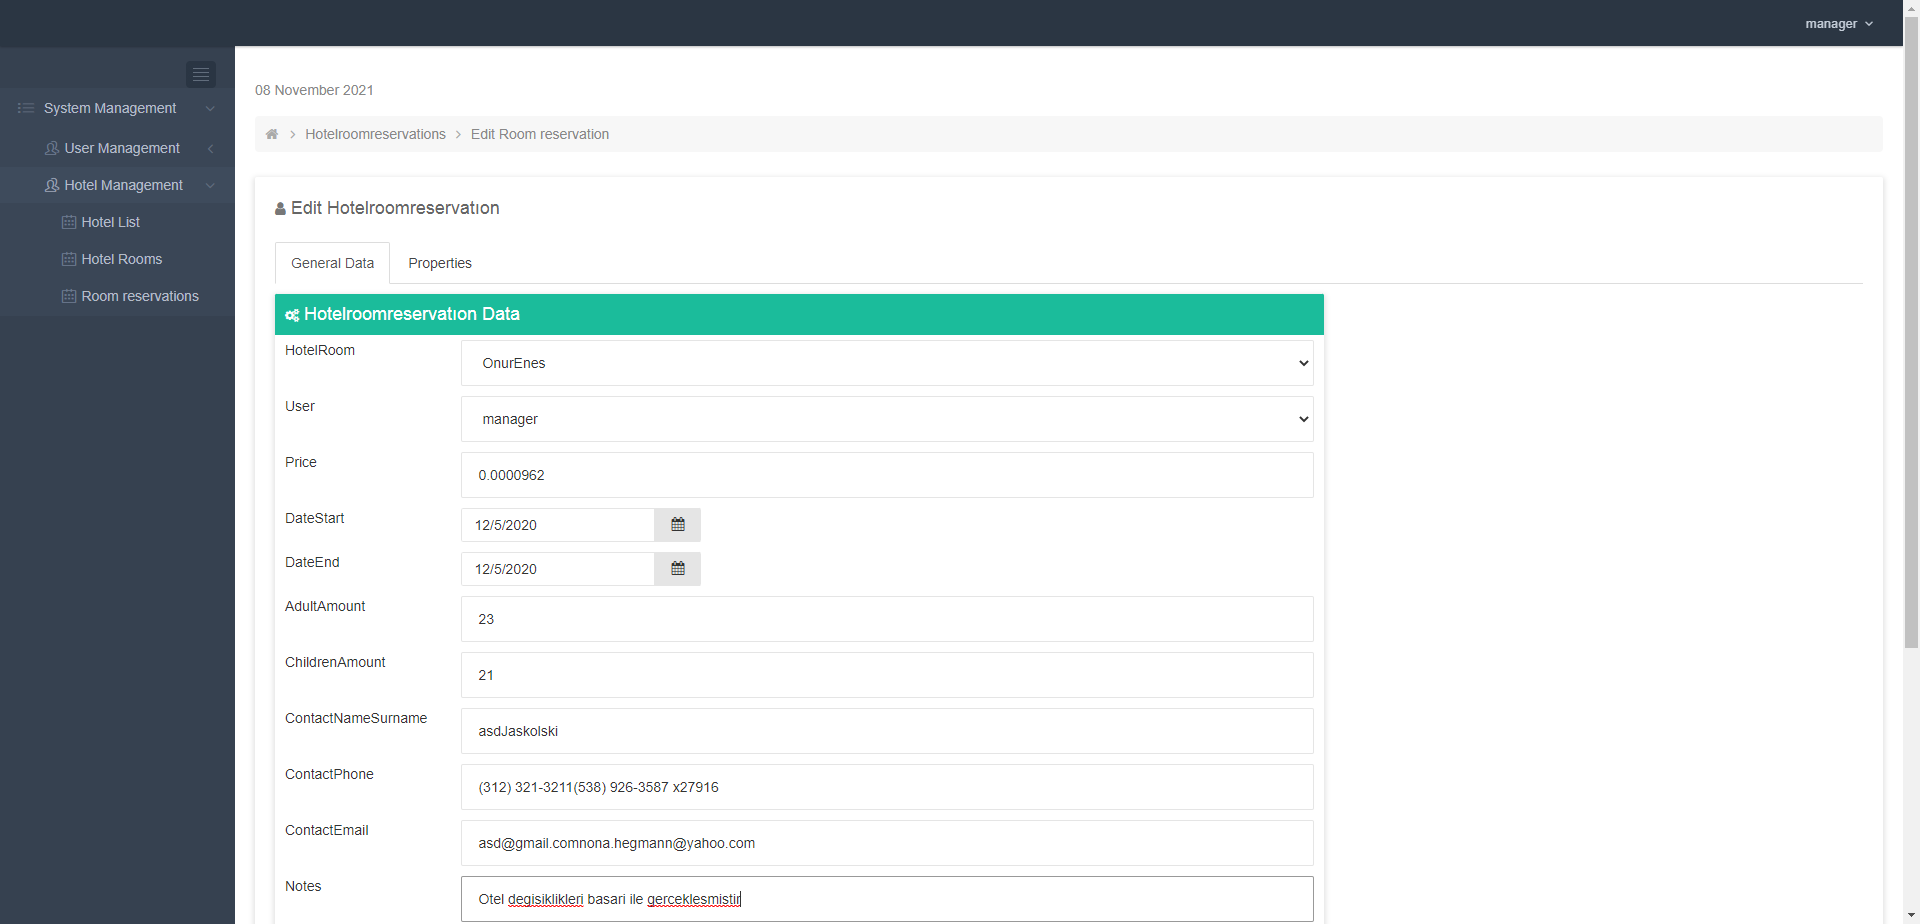 manager
System Management
User Management
Hotel Management
Hotel List
Hotel Rooms
Room reservations
08 November 2021
Hotelroomreservations
Edit Room reservation
Edit Hotelroomreservatıon
General Data
Properties
Hotelroomreservatıon Data
HotelRoom
OnurEnes
User
manager
Price
0.0000962
DateStart
12/5/2020
DateEnd
12/5/2020
AdultAmount
23
ChildrenAmount
21
ContactNameSurname
asdJaskolski
ContactPhone
(312) 321-3211(538) 926-3587 x27916
ContactEmail
asd@gmail.comnona.hegmann@yahoo.com
Notes
Otel degisiklikleri basari ile gerceklesmistir